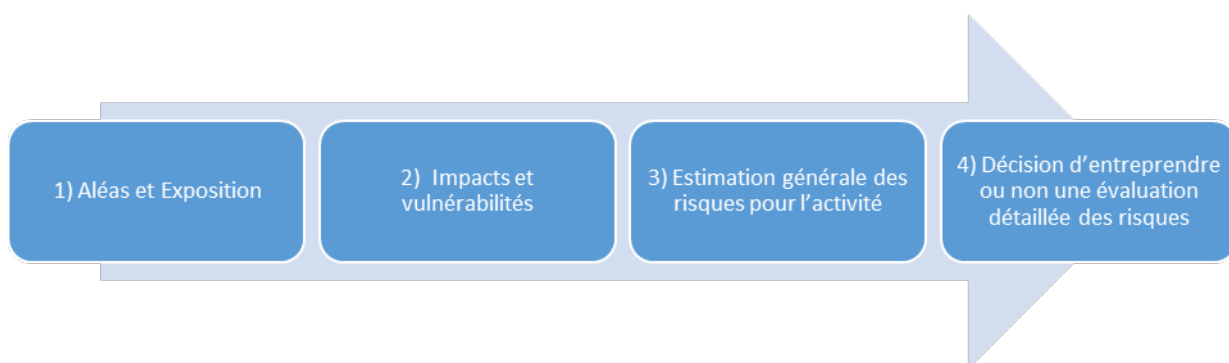 1) Aléas et Exposition
2) Impacts et
vulnérabilités
3) Estimation générale des
risques pour l'activité
4) Décision d'entreprendre
ou non une évaluation
détaillée des risques